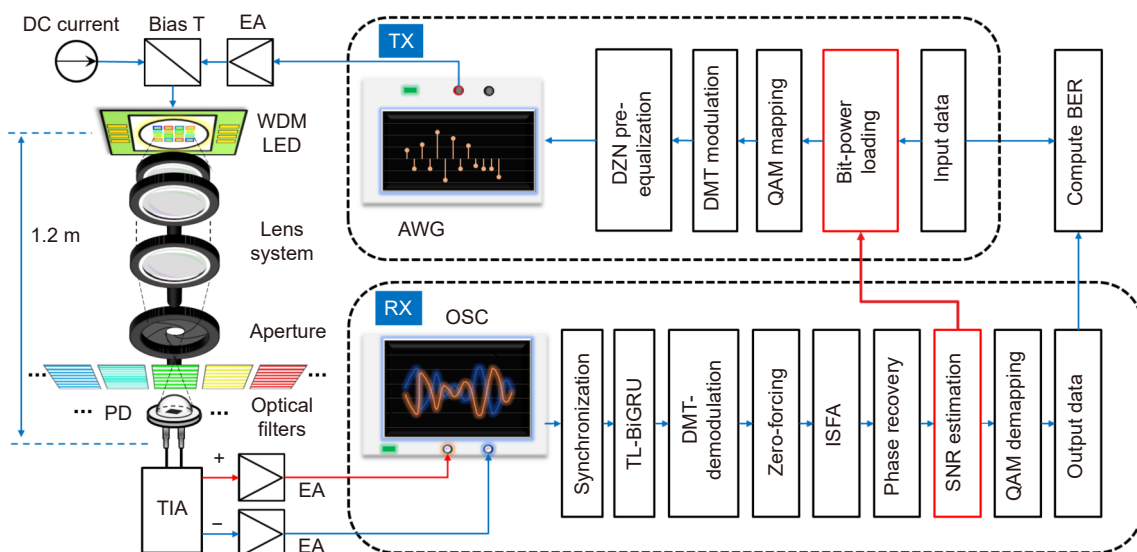 DC current
Bias T
EA
TX
WDM
LED
1.2 m
Lens
system
Aperture
...
...
PD
...
...
Optical
filters
TIA
+
−
EA
EA
AWG
DZN pre-
equalization
DMT modulation
QAM mapping
Bit-power
loading
Input data
Compute BER
RX
OSC
Synchronization
TL-BiGRU
DMT-
demodulation
Zero-forcing
ISFA
Phase recovery
SNR estimation
QAM demapping
Output data